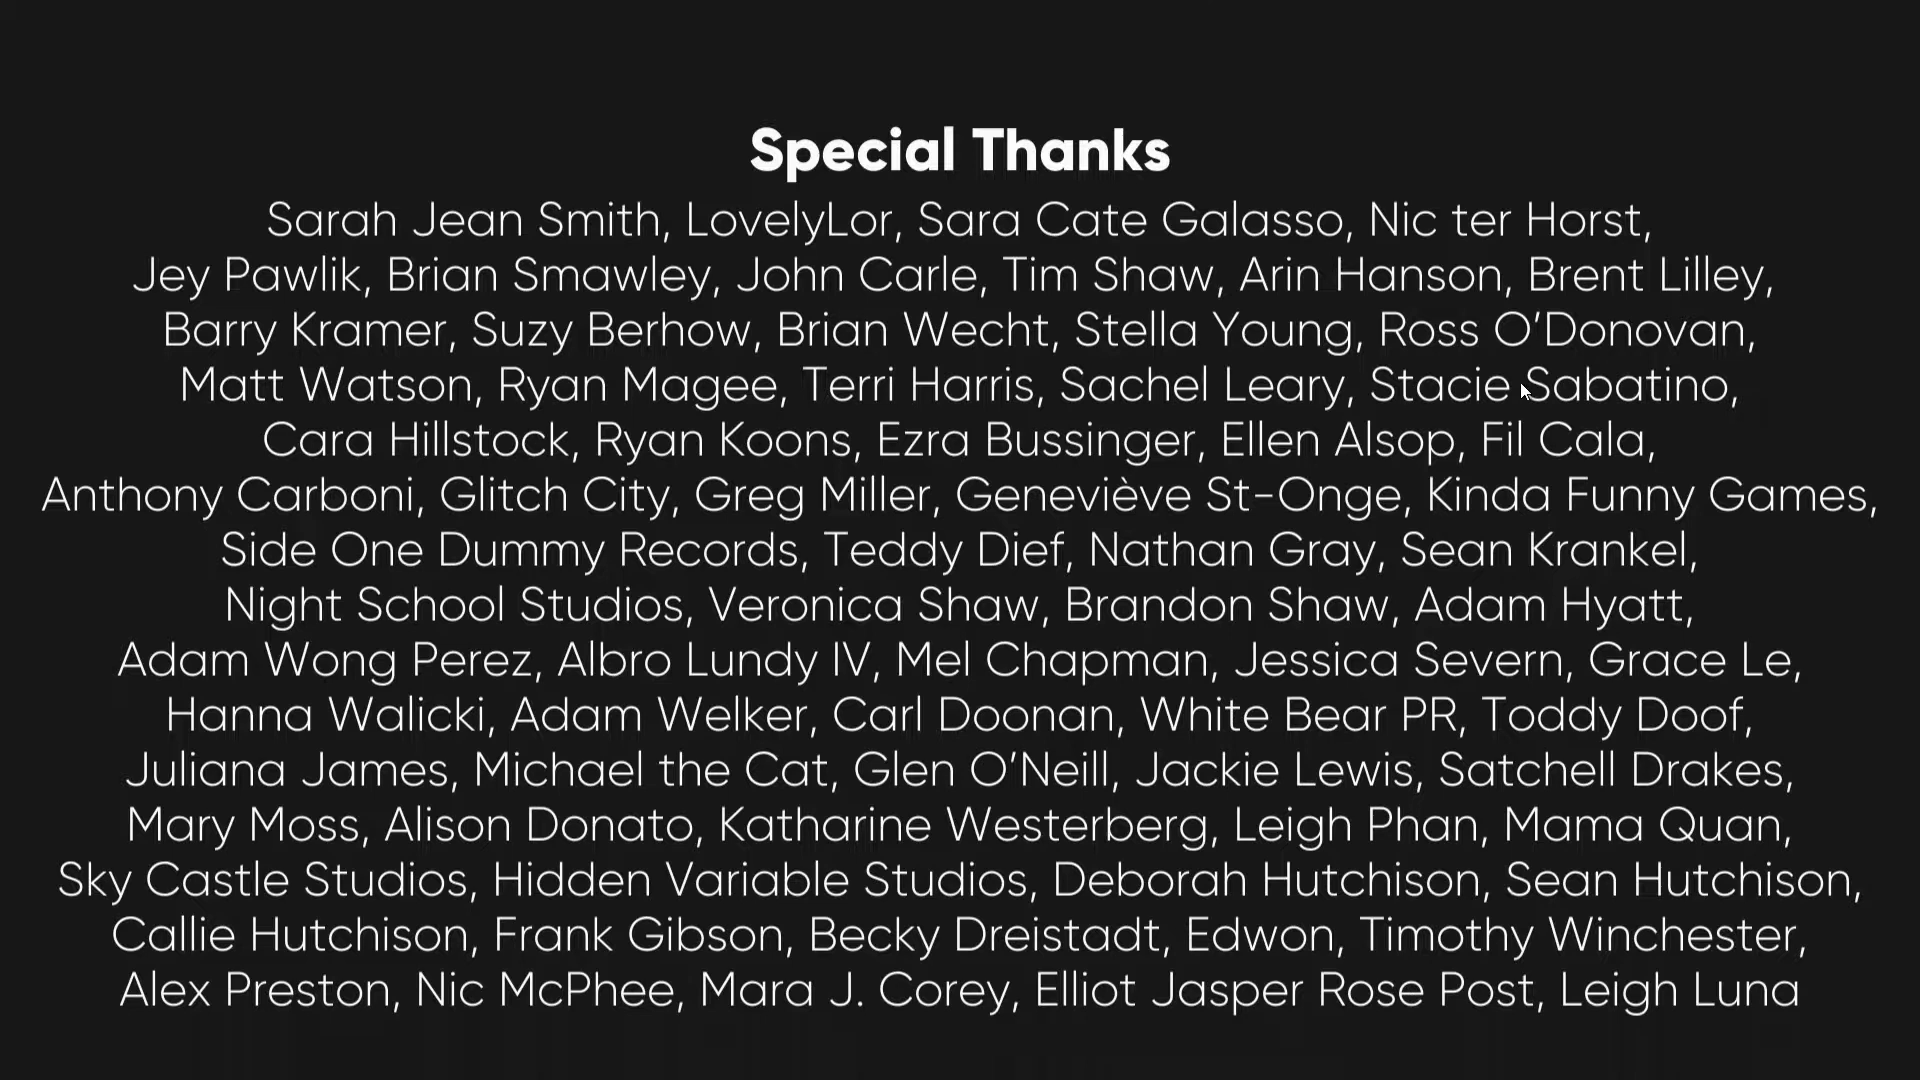 Special Thanks
Sarah Jean Smith, LovelyLor, Sara Cate Galasso, Nic ter Horst,
Jey Pawlik, Brian Smawley, John Carle, Tim Shaw, Arin Hanson, Brent Lilley,
Barry Kramer, Suzy Berhow, Brian Wecht, Stella Young, Ross O’Donovan,
Matt Watson, Ryan Magee, Terri Harris, Sachel Leary, Stacie Sabatino,
Cara Hillstock, Ryan Koons, Ezra Bussinger, Ellen Alsop, Fil Cala,
Anthony Carboni, Glitch City, Greg Miller, Geneviève St-Onge, Kinda Funny Games,
Side One Dummy Records, Teddy Dief, Nathan Gray, Sean Krankel,
Night School Studios, Veronica Shaw, Brandon Shaw, Adam Hyatt,
Adam Wong Perez, Albro Lundy IV, Mel Chapman, Jessica Severn, Grace Le,
Hanna Walicki, Adam Welker, Carl Doonan, White Bear PR, Toddy Doof,
Juliana James, Michael the Cat, Glen O’Neill, Jackie Lewis, Satchell Drakes,
Mary Moss, Alison Donato, Katharine Westerberg, Leigh Phan, Mama Quan,
Sky Castle Studios, Hidden Variable Studios, Deborah Hutchison, Sean Hutchison,
Callie Hutchison, Frank Gibson, Becky Dreistadt, Edwon, Timothy Winchester,
Alex Preston, Nic McPhee, Mara J. Corey, Elliot Jasper Rose Post, Leigh Luna